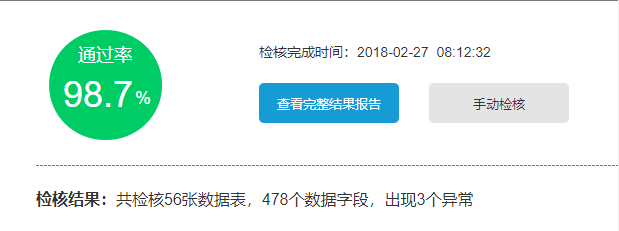 通过率
98.7%
检核完成时间：2018-02-27 08:12:32
查看完整结果报告
手动检核
检核结果：共检核56张数据表，478个数据字段，出现3个异常